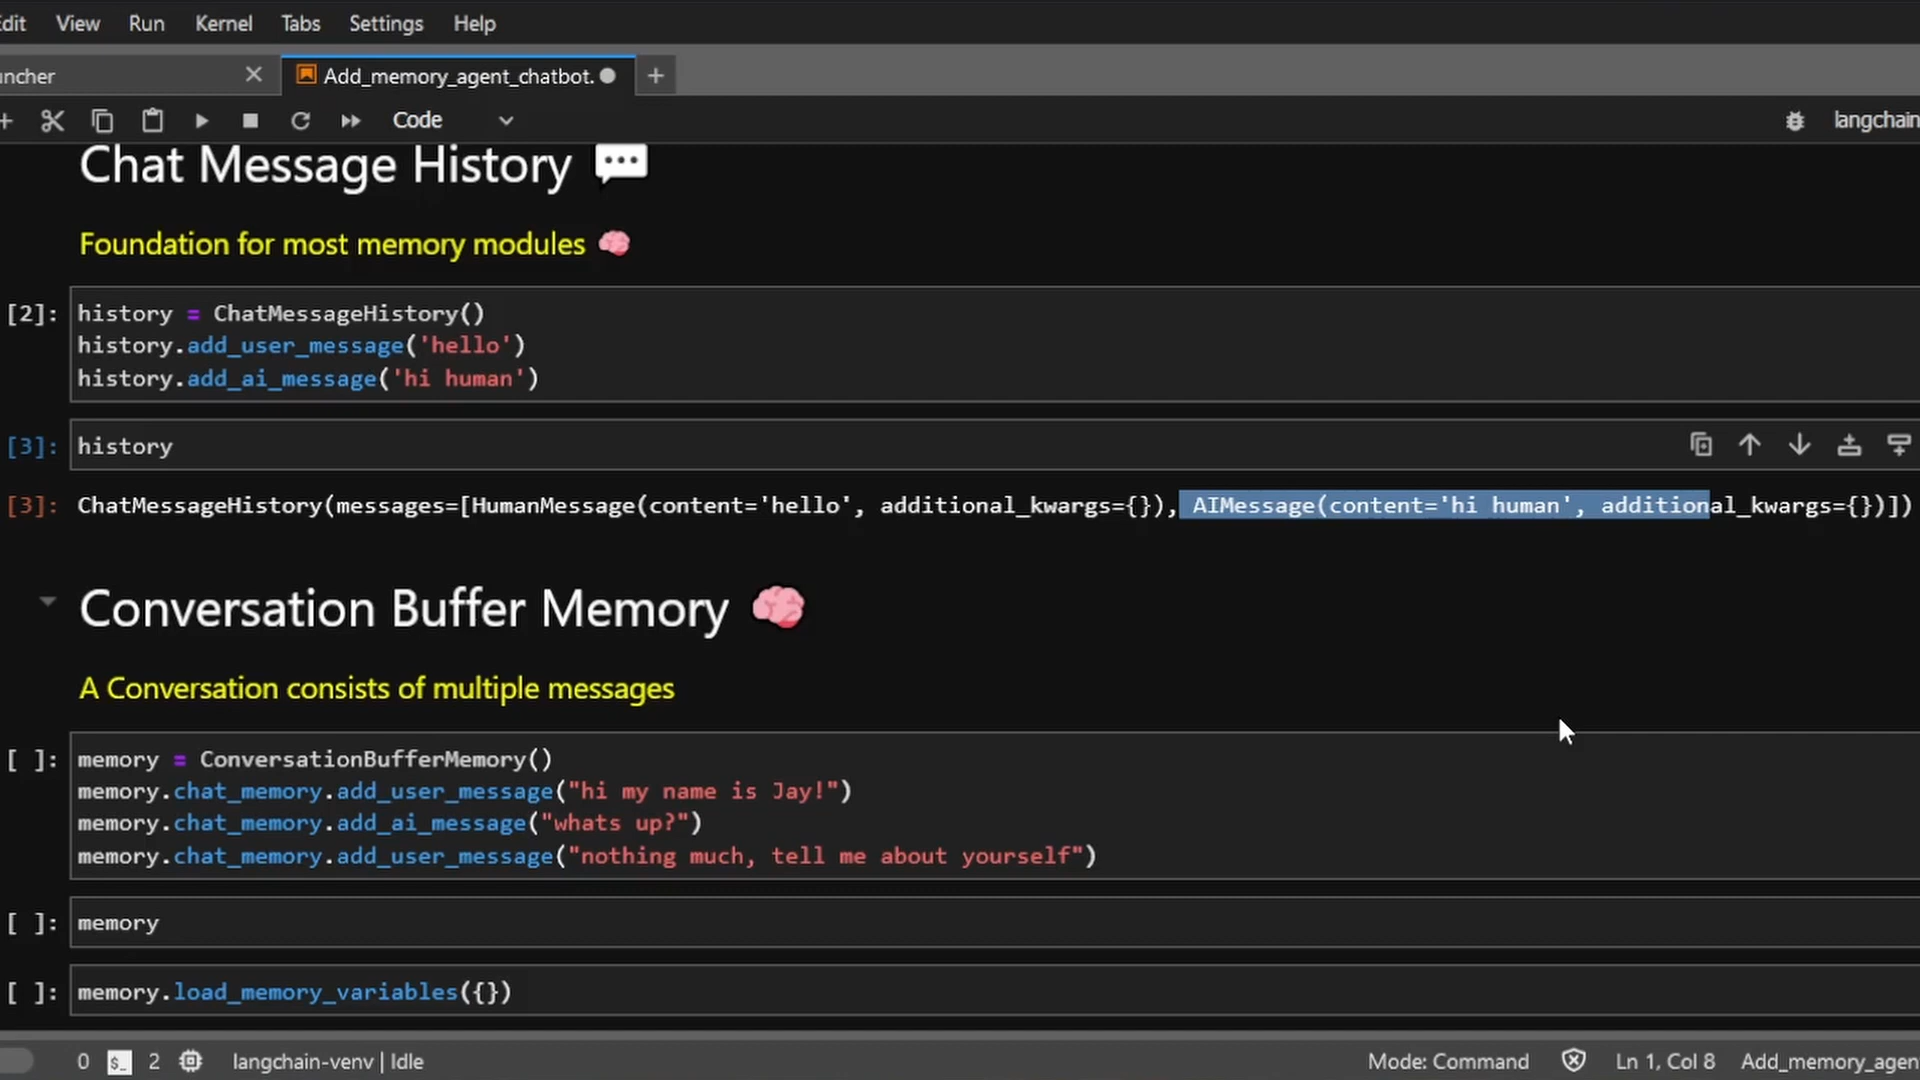 dit View Run Kernel Tabs Settings Help
ncher Add_memory_agent_chatbot.
Code langchain
Chat Message History
Foundation for most memory modules
[2]: history = ChatMessageHistory()
history.add_user_message('hello')
history.add_ai_message('hi human')
[3]: history
[3]: ChatMessageHistory(messages=[HumanMessage(content='hello', additional_kwargs={}), AIMessage(content='hi human', additional_kwargs={})])
Conversation Buffer Memory
A Conversation consists of multiple messages
[ ]: memory = ConversationBufferMemory()
memory.chat_memory.add_user_message("hi my name is Jay!")
memory.chat_memory.add_ai_message("whats up?")
memory.chat_memory.add_user_message("nothing much, tell me about yourself")
[ ]: memory
[ ]: memory.load_memory_variables({})
0 $_ 2 langchain-venv | Idle Mode: Command Ln 1, Col 8 Add_memory_agen